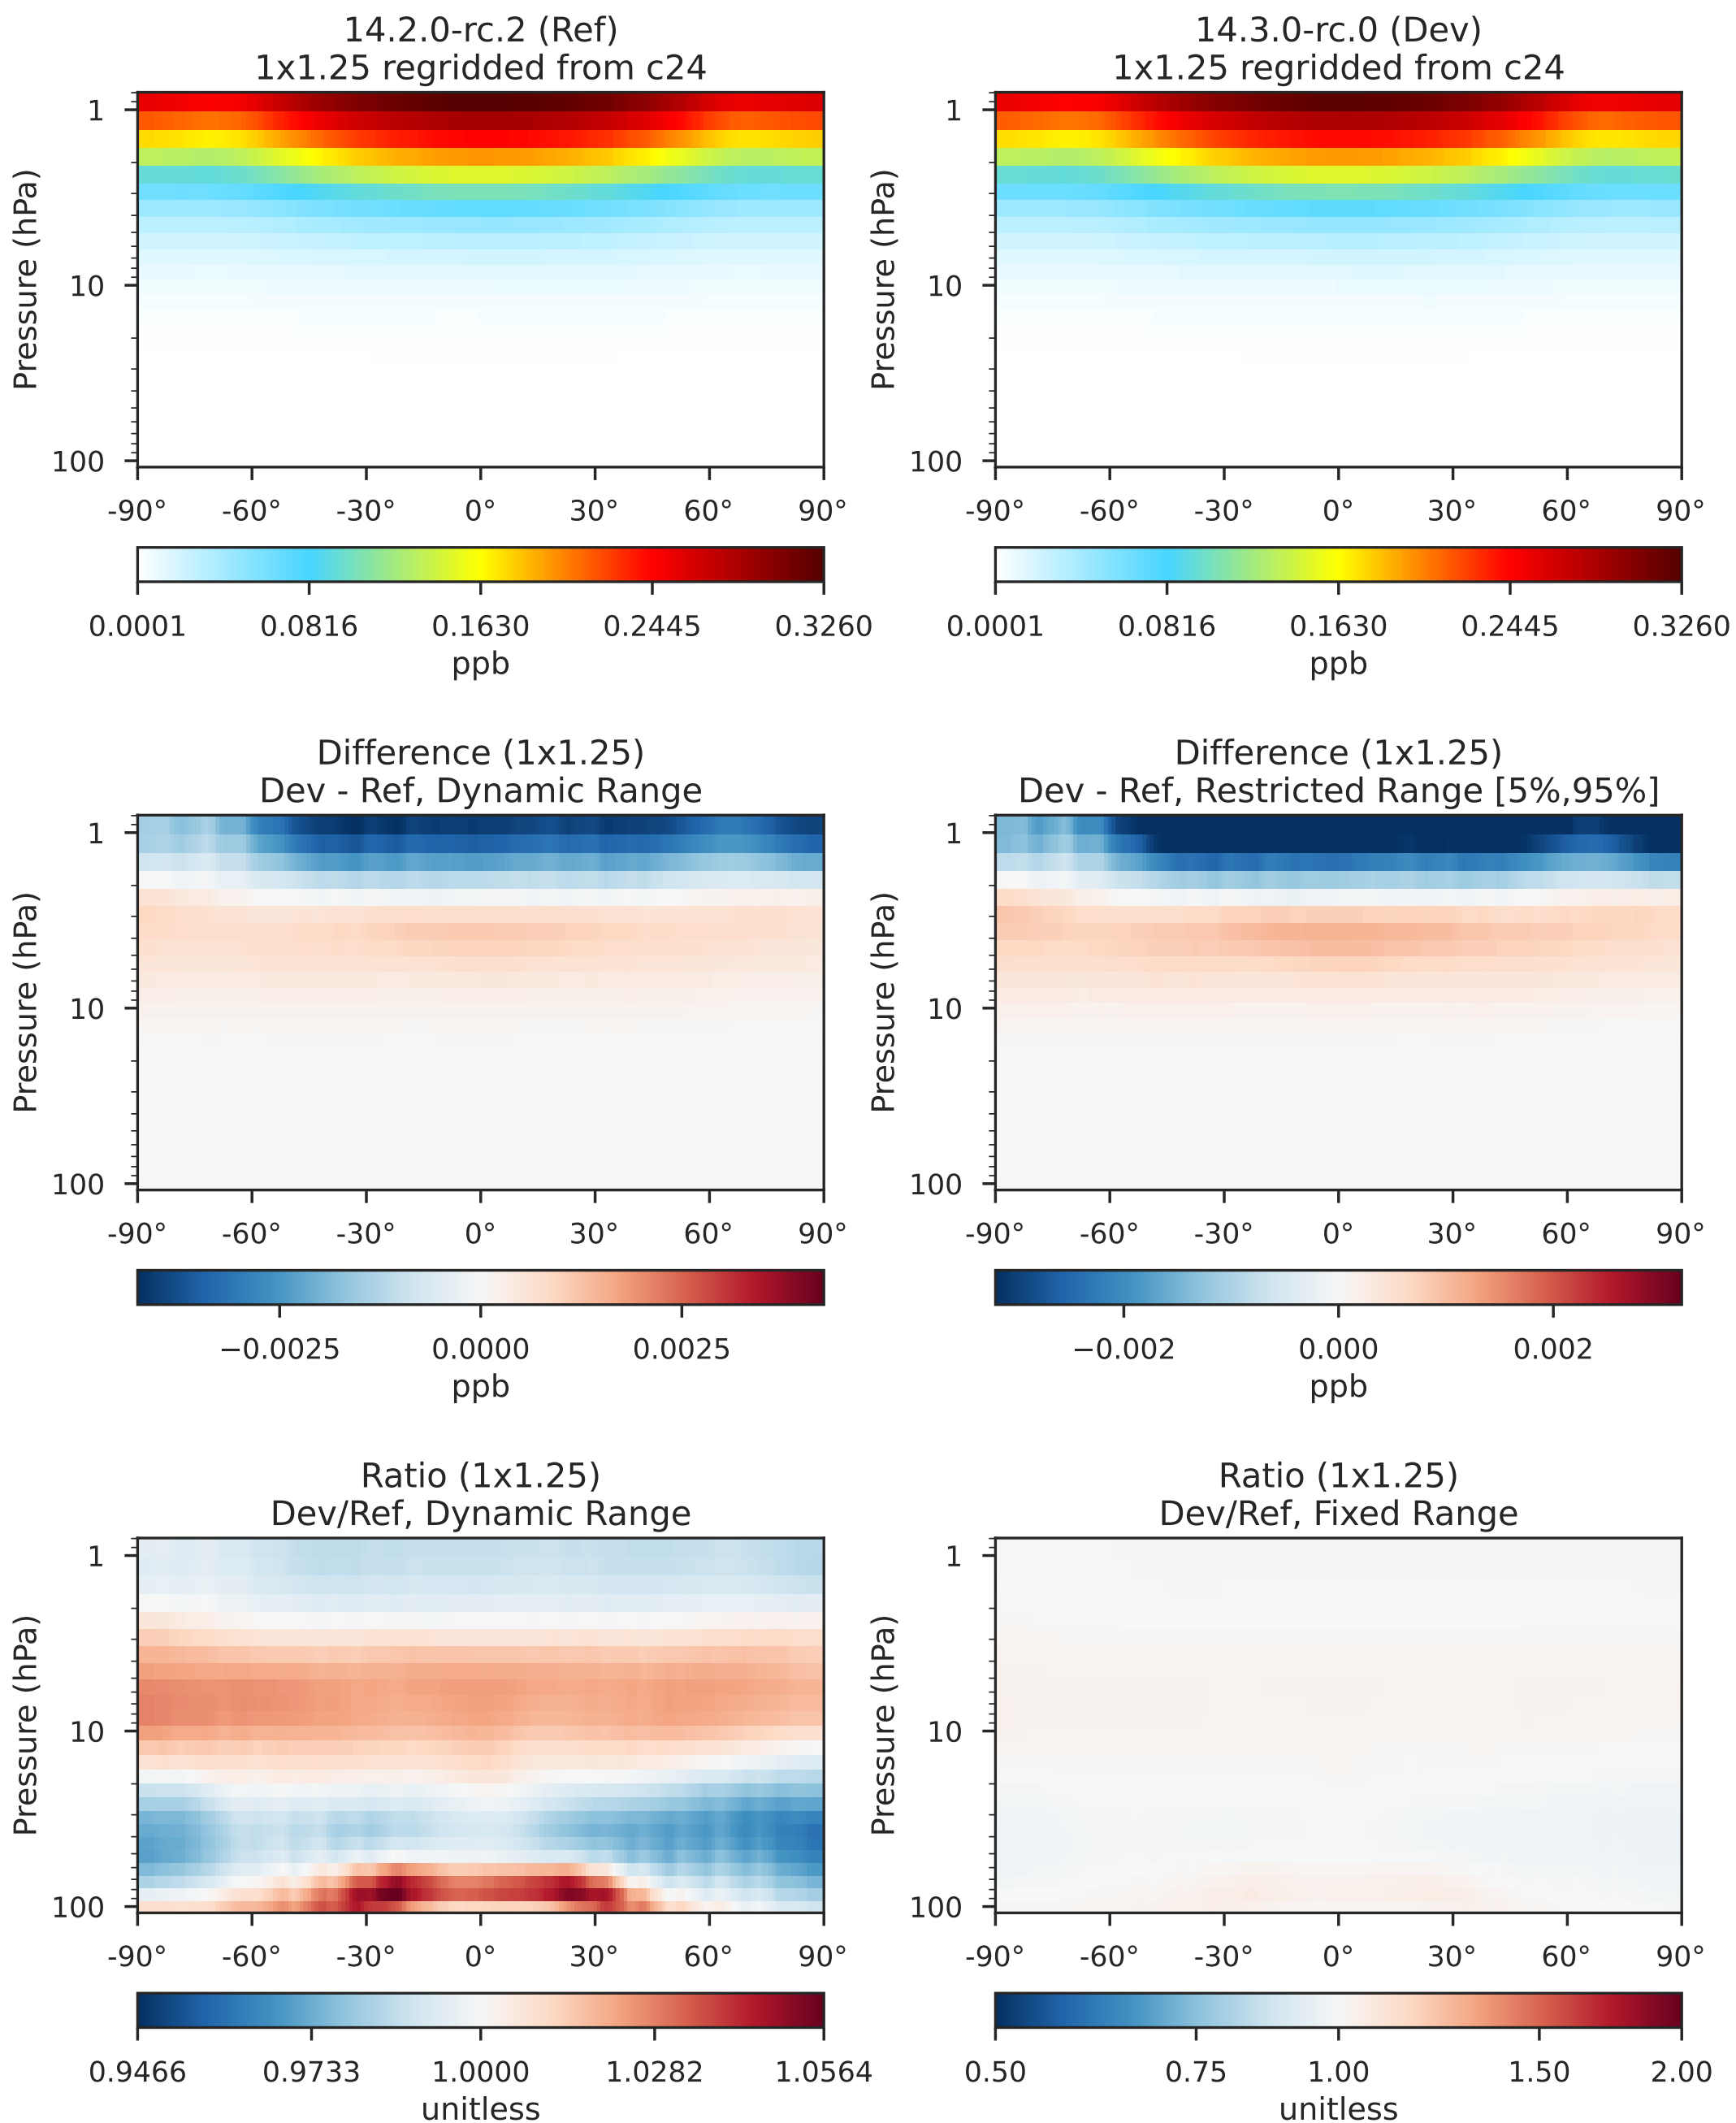 14.2.0-rc.2 (Ref)
1x1.25 regridded from c24
Pressure (hPa)
1
10
100
-90° -60° -30° 0° 30° 60° 90°
0.0001 0.0816 0.1630 0.2445 0.3260
ppb
14.3.0-rc.0 (Dev)
1x1.25 regridded from c24
Pressure (hPa)
1
10
100
-90° -60° -30° 0° 30° 60° 90°
0.0001 0.0816 0.1630 0.2445 0.3260
ppb
Difference (1x1.25)
Dev - Ref, Dynamic Range
Pressure (hPa)
1
10
100
-90° -60° -30° 0° 30° 60° 90°
−0.0025 0.0000 0.0025
ppb
Difference (1x1.25)
Dev - Ref, Restricted Range [5%,95%]
Pressure (hPa)
1
10
100
-90° -60° -30° 0° 30° 60° 90°
−0.002 0.000 0.002
ppb
Ratio (1x1.25)
Dev/Ref, Dynamic Range
Pressure (hPa)
1
10
100
-90° -60° -30° 0° 30° 60° 90°
0.9466 0.9733 1.0000 1.0282 1.0564
unitless
Ratio (1x1.25)
Dev/Ref, Fixed Range
Pressure (hPa)
1
10
100
-90° -60° -30° 0° 30° 60° 90°
0.50 0.75 1.00 1.50 2.00
unitless